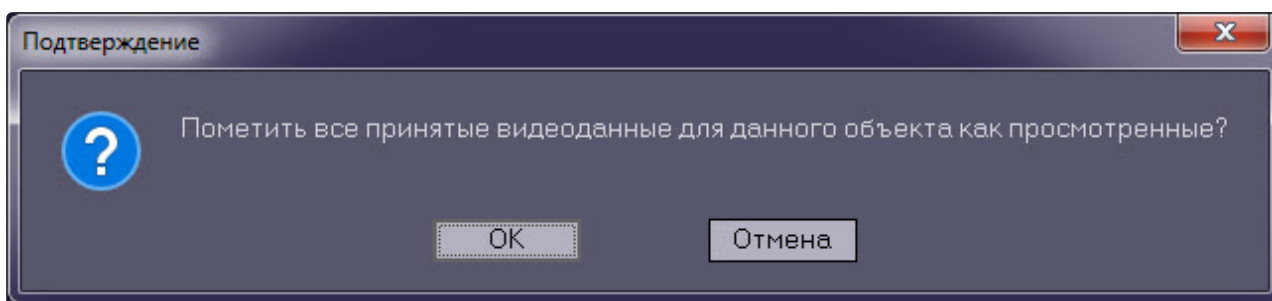 Подтверждение
Пометить все принятые видеоданные для данного объекта как просмотренные?
OK
Отмена